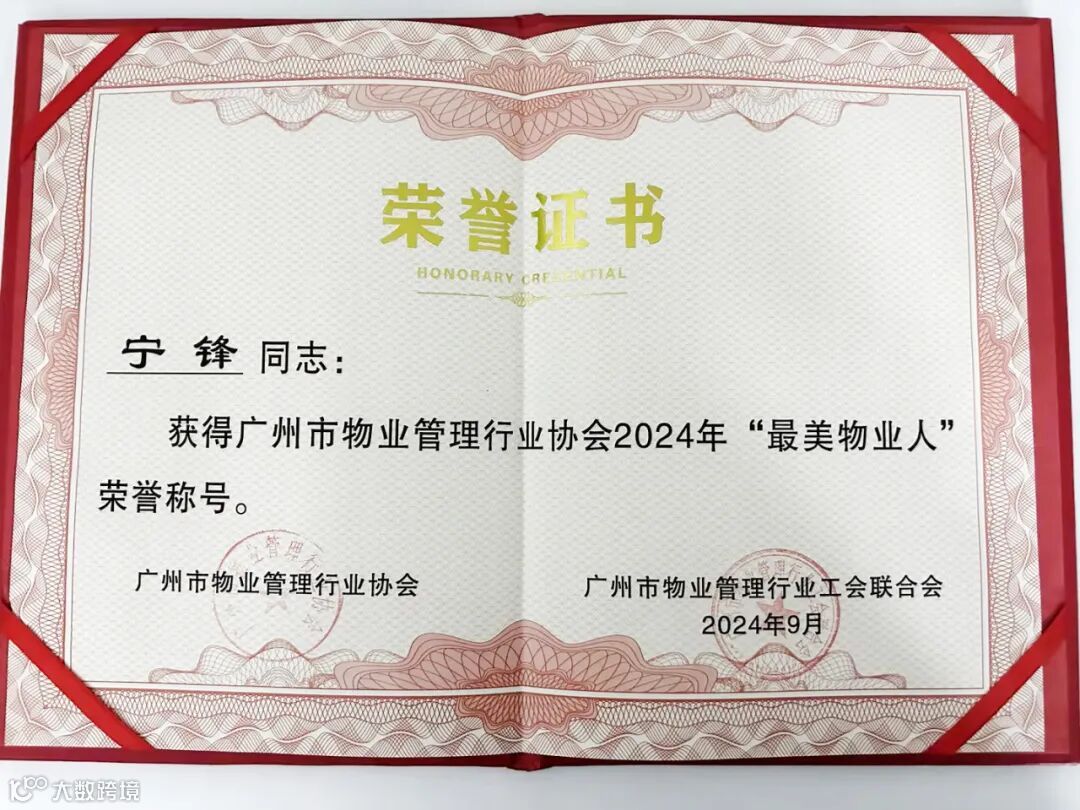 荣誉证书
HONORARY CREDENTIAL
宁锋同志：
获得广州市物业管理行业协会2024年“最美物业人”
荣誉称号。
广州市物业管理行业协会
广州市物业管理行业工会联合会
2024年9月
大数跨境